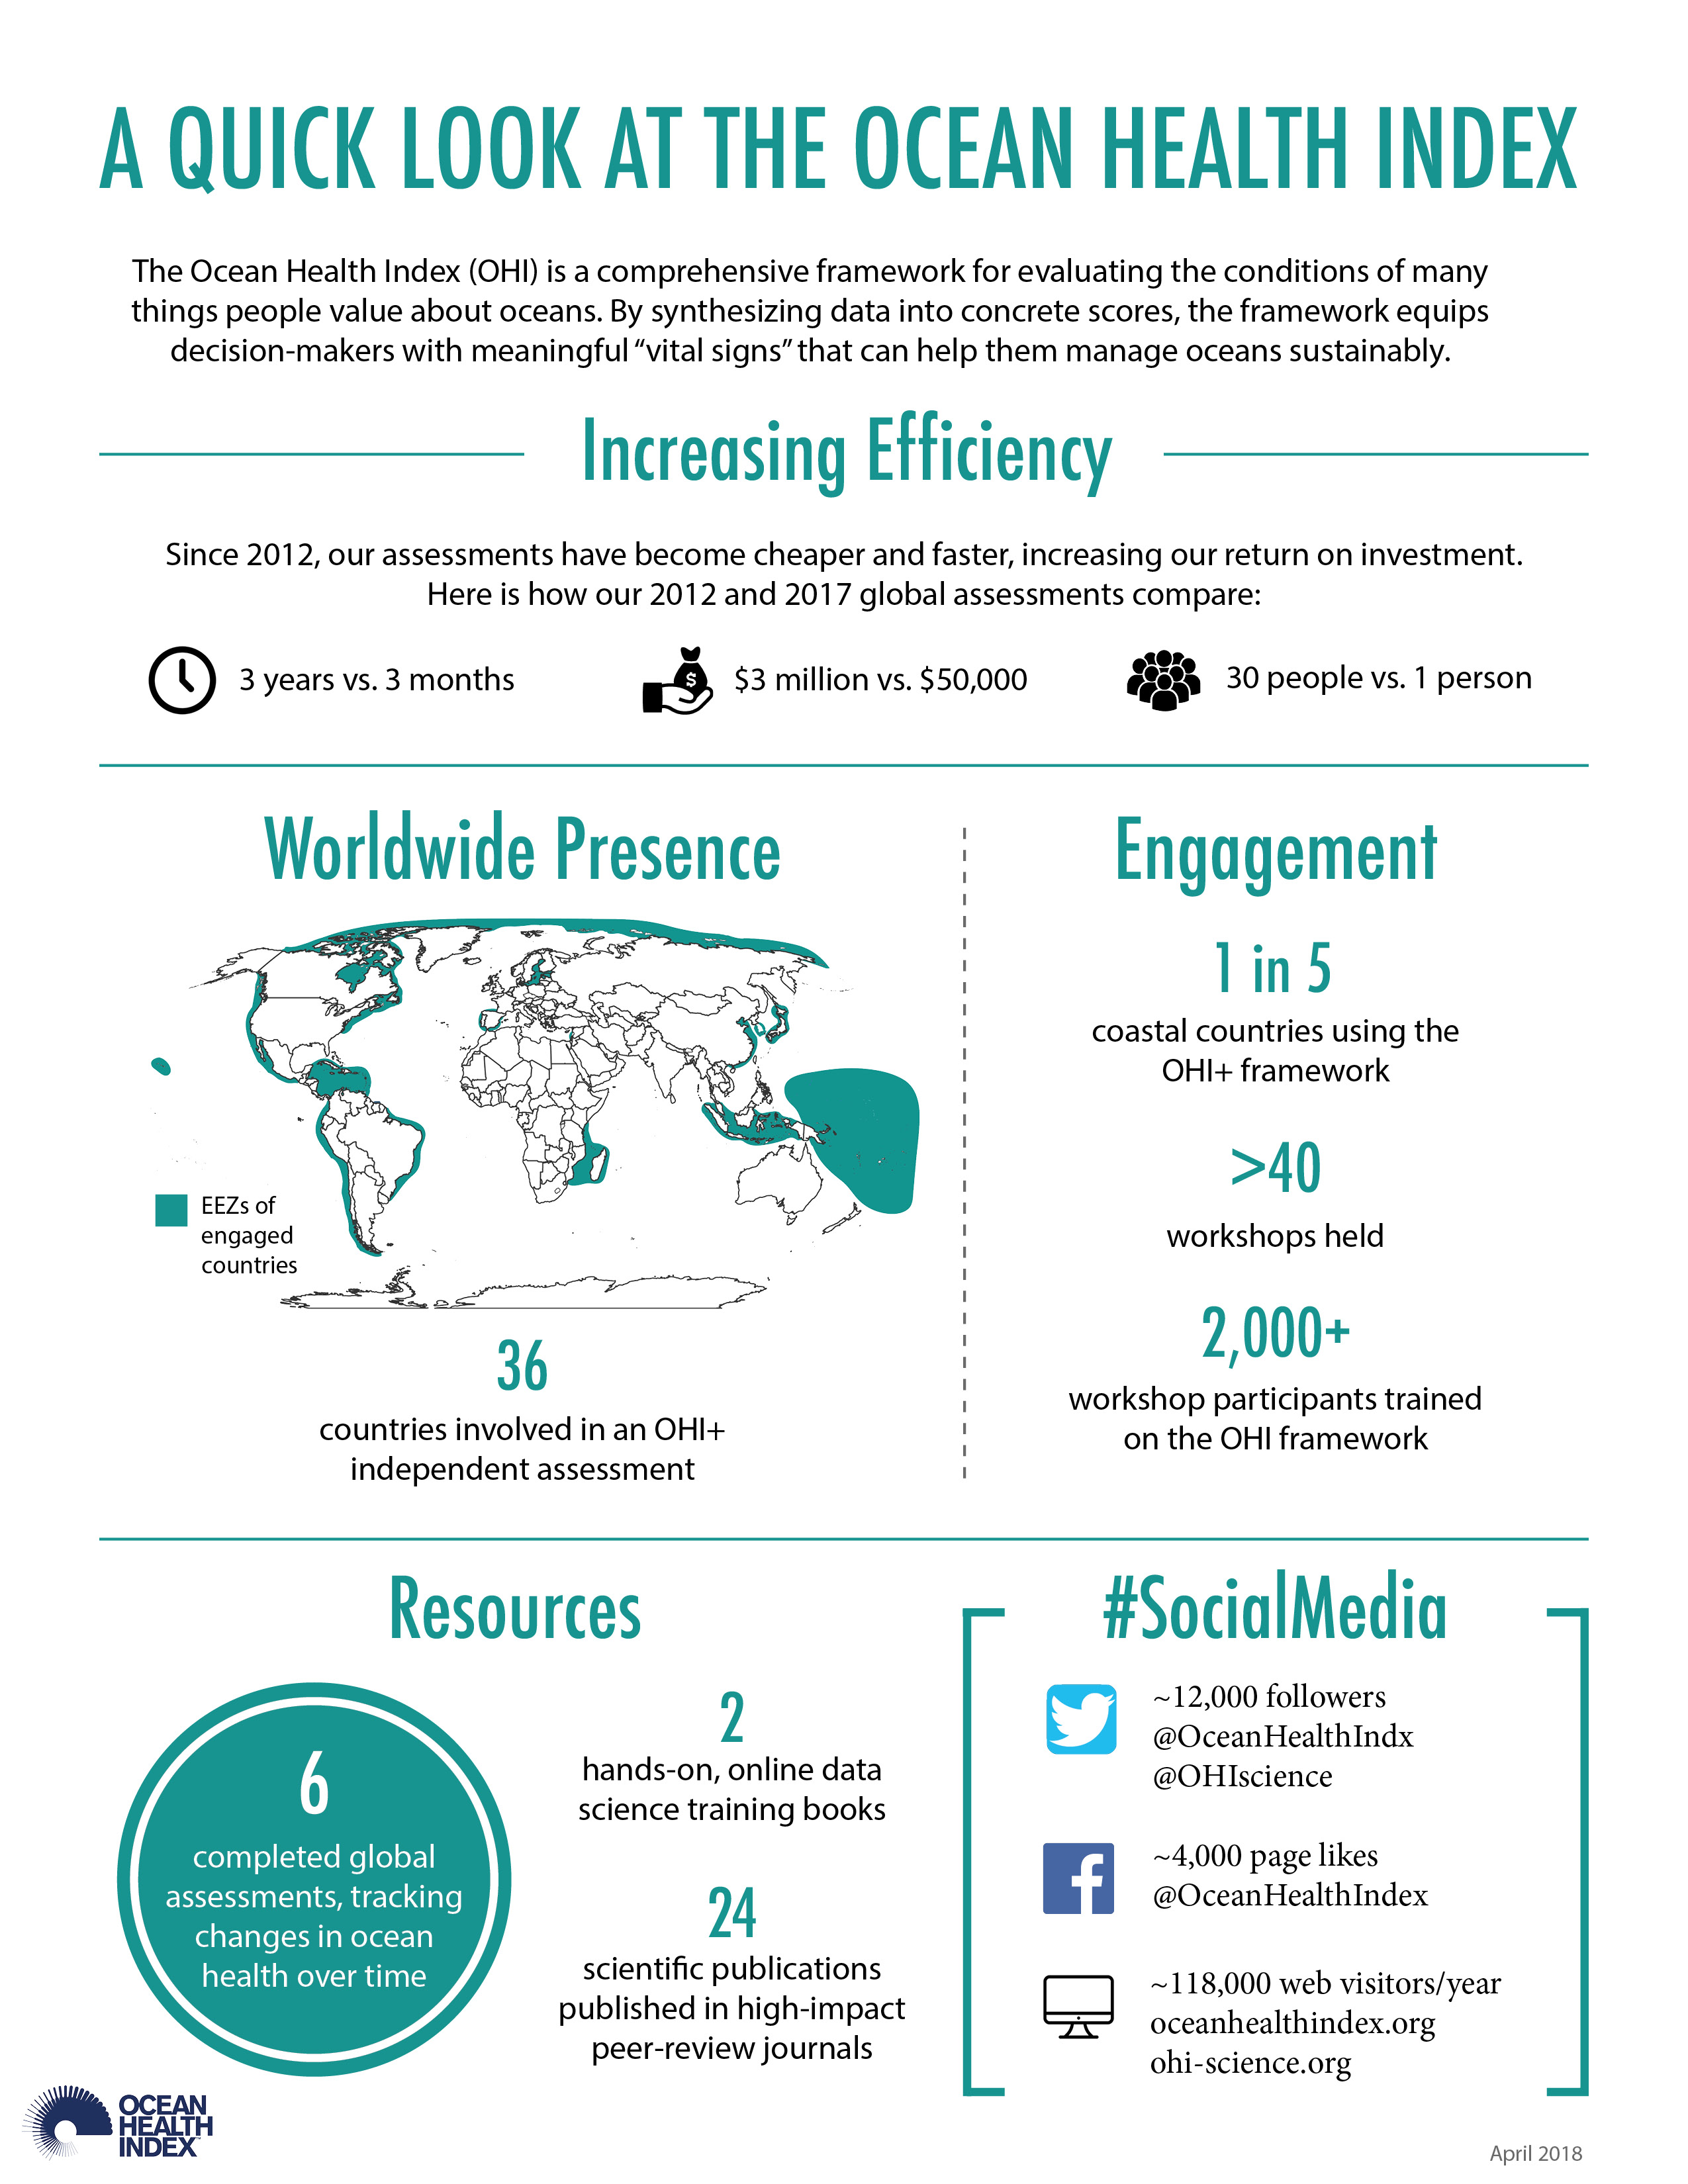 A QUICK LOOK AT THE OCEAN HEALTH INDEX
The Ocean Health Index (OHI) is a comprehensive framework for evaluating the conditions of many
things people value about oceans. By synthesizing data into concrete scores, the framework equips
decision-makers with meaningful “vital signs” that can help them manage oceans sustainably.
Increasing Efficiency
Since 2012, our assessments have become cheaper and faster, increasing our return on investment.
Here is how our 2012 and 2017 global assessments compare:
3 years vs. 3 months
$
$3 million vs. $50,000
30 people vs. 1 person
Worldwide Presence
EEZs of
engaged
countries
36
countries involved in an OHI+
independent assessment
Engagement
1 in 5
coastal countries using the
OHI+ framework
>40
workshops held
2,000+
workshop participants trained
on the OHI framework
Resources
6
completed global
assessments, tracking
changes in ocean
health over time
2
hands-on, online data
science training books
24
scientific publications
published in high-impact
peer-review journals
#SocialMedia
~12,000 followers
@OceanHealthIndx
@OHIscience
~4,000 page likes
@OceanHealthIndex
~118,000 web visitors/year
oceanhealthindex.org
ohi-science.org
OCEAN
HEALTH
INDEX
April 2018